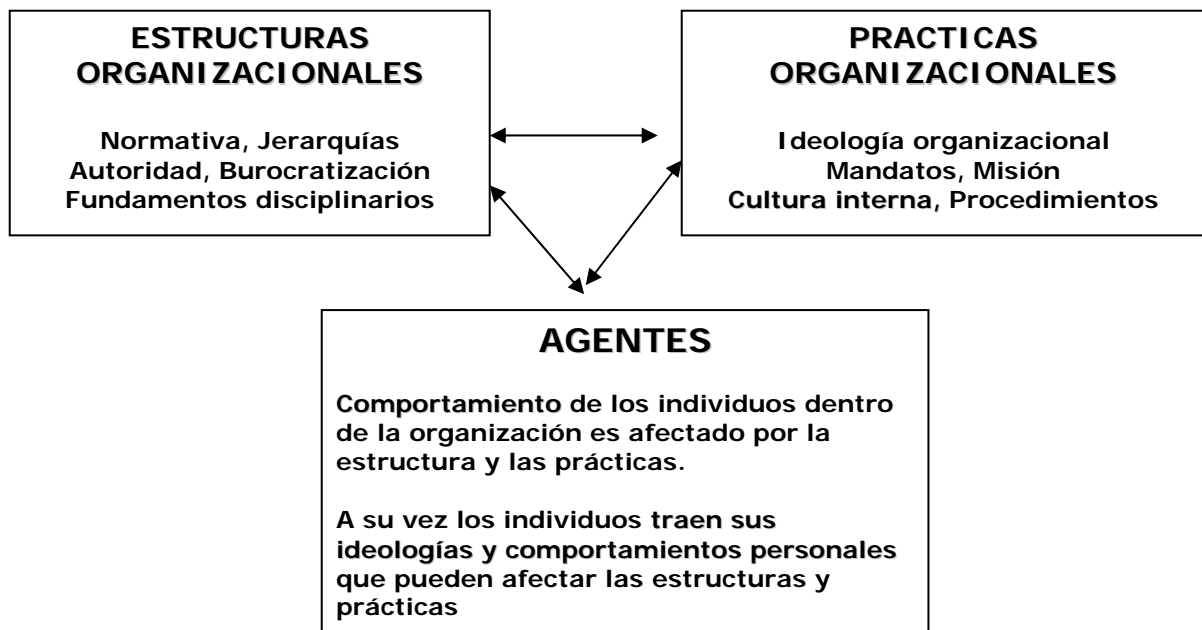 ESTRUCTURAS
ORGANIZACIONALES
Normativa, Jerarquías
Autoridad, Burocratización
Fundamentos disciplinarios
PRACTICAS
ORGANIZACIONALES
Ideología organizacional
Mandatos, Misión
Cultura interna, Procedimientos
AGENTES
Comportamiento de los individuos dentro
de la organización es afectado por la
estructura y las prácticas.
A su vez los individuos traen sus
ideologías y comportamientos personales
que pueden afectar las estructuras y
prácticas